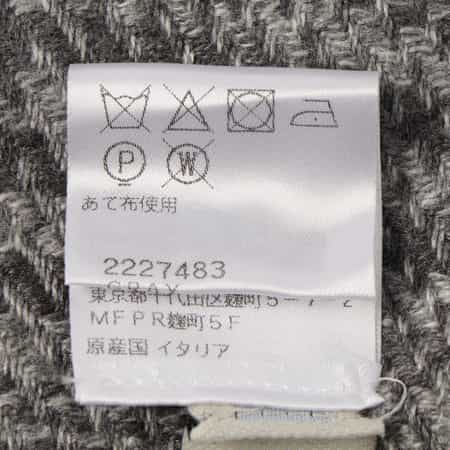 P W
あて布使用
2227483
GRAY
東京都千代田区麹町5-7-2
MFPR麹町5F
原産国 イタリア